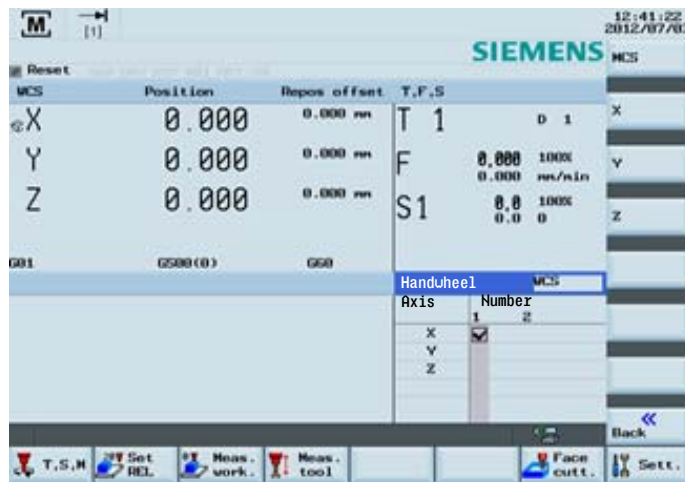 M
[1]
12:41:22
2012/07/0
SIEMENS
MCS
Reset
WCS Position Repos offset T,F,S
X 0.000 0.000 mm T 1 D 1
X
Y 0.000 0.000 mm F 0,000 100%
0.000 mm/min
Y
Z 0.000 0.000 mm S1 0,0 100%
0.0 0
Z
G01 G500(0) G60
Handwheel WCS
Axis Number
1 2
X
Y
Z
Back
T,S,M
Set REL
Meas. work.
Meas. tool
Face cutt.
Sett.